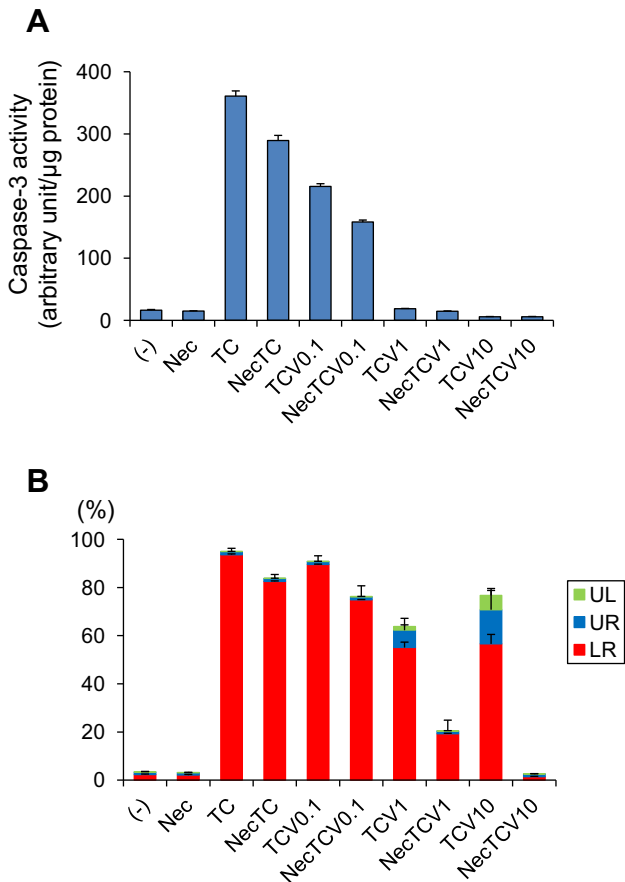 A
Caspase-3 activity
(arbitrary unit/µg protein)
400
300
200
100
0
(-)
Nec
TC
NecTC
TCV0.1
NecTCV0.1
TCV1
NecTCV1
TCV10
NecTCV10
B
(%)
100
80
60
40
20
0
UL
UR
LR
(-)
Nec
TC
NecTC
TCV0.1
NecTCV0.1
TCV1
NecTCV1
TCV10
NecTCV10